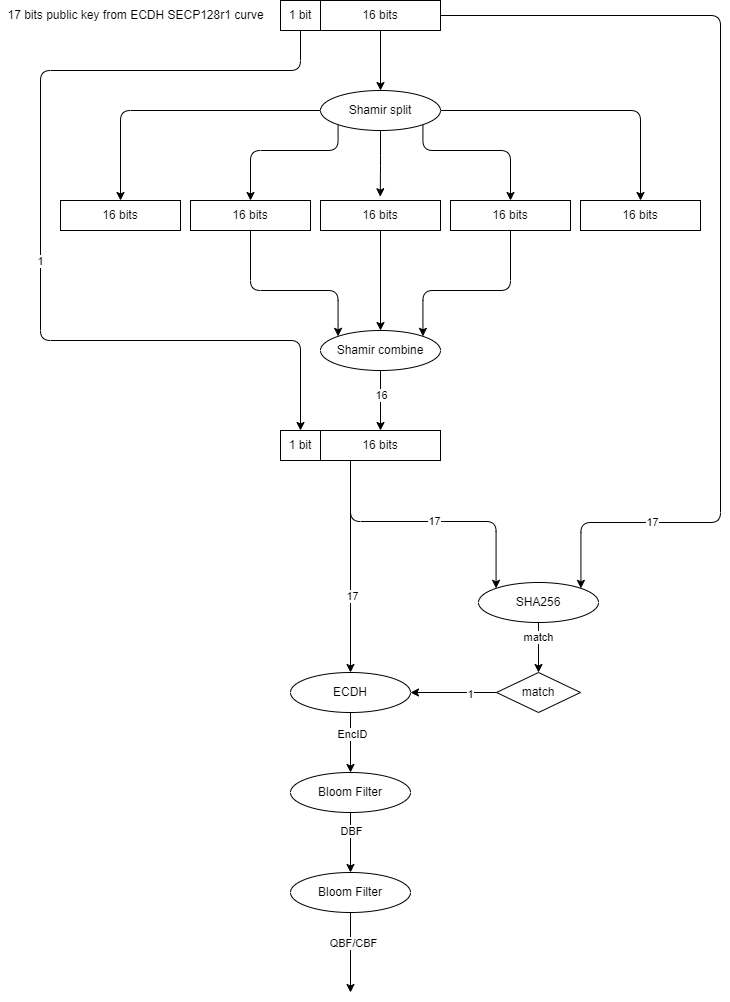 17 bits public key from ECDH SECP128r1 curve
1 bit
16 bits
Shamir split
16 bits
16 bits
16 bits
16 bits
16 bits
1
Shamir combine
16
1 bit
16 bits
17
17
17
SHA256
match
ECDH
1
match
EncID
Bloom Filter
DBF
Bloom Filter
QBF/CBF